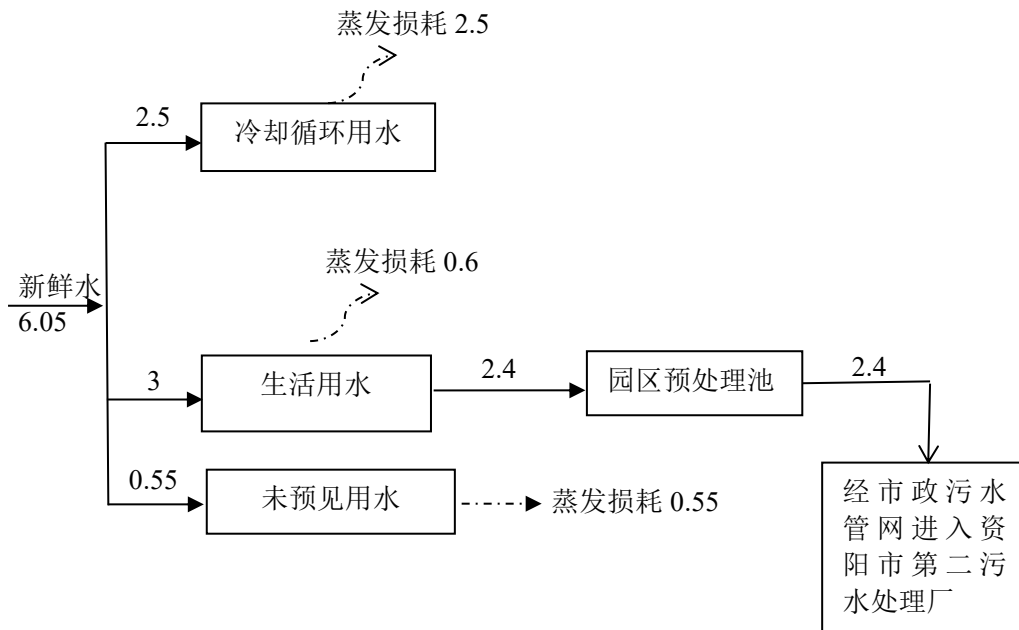 蒸发损耗 2.5
2.5
冷却循环用水
蒸发损耗 0.6
新鲜水
6.05
3
生活用水
2.4
园区预处理池
2.4
0.55
未预见用水
蒸发损耗 0.55
经市政污水
管网进入资
阳市第二污
水处理厂